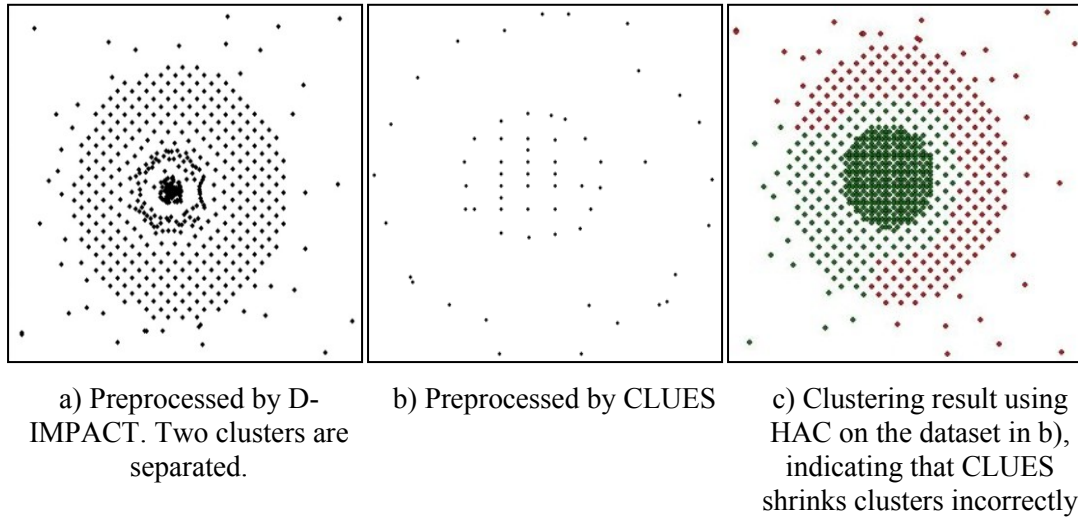 a) Preprocessed by D-
IMPACT. Two clusters are
separated.
b) Preprocessed by CLUES
c) Clustering result using
HAC on the dataset in b),
indicating that CLUES
shrinks clusters incorrectly